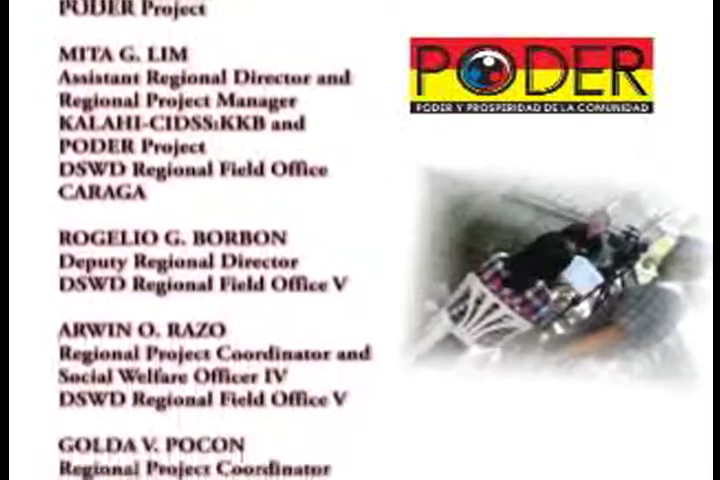 PODER Project
MITA G. LIM
Assistant Regional Director and
Regional Project Manager
KALAHI-CIDSS:KKB and
PODER Project
DSWD Regional Field Office
CARAGA
ROGELIO G. BORBON
Deputy Regional Director
DSWD Regional Field Office V
ARWIN O. RAZO
Regional Project Coordinator and
Social Welfare Officer IV
DSWD Regional Field Office V
GOLDA V. POCON
Regional Project Coordinator
PODER
PODER Y PROSPERIDAD DE LA COMUNIDAD